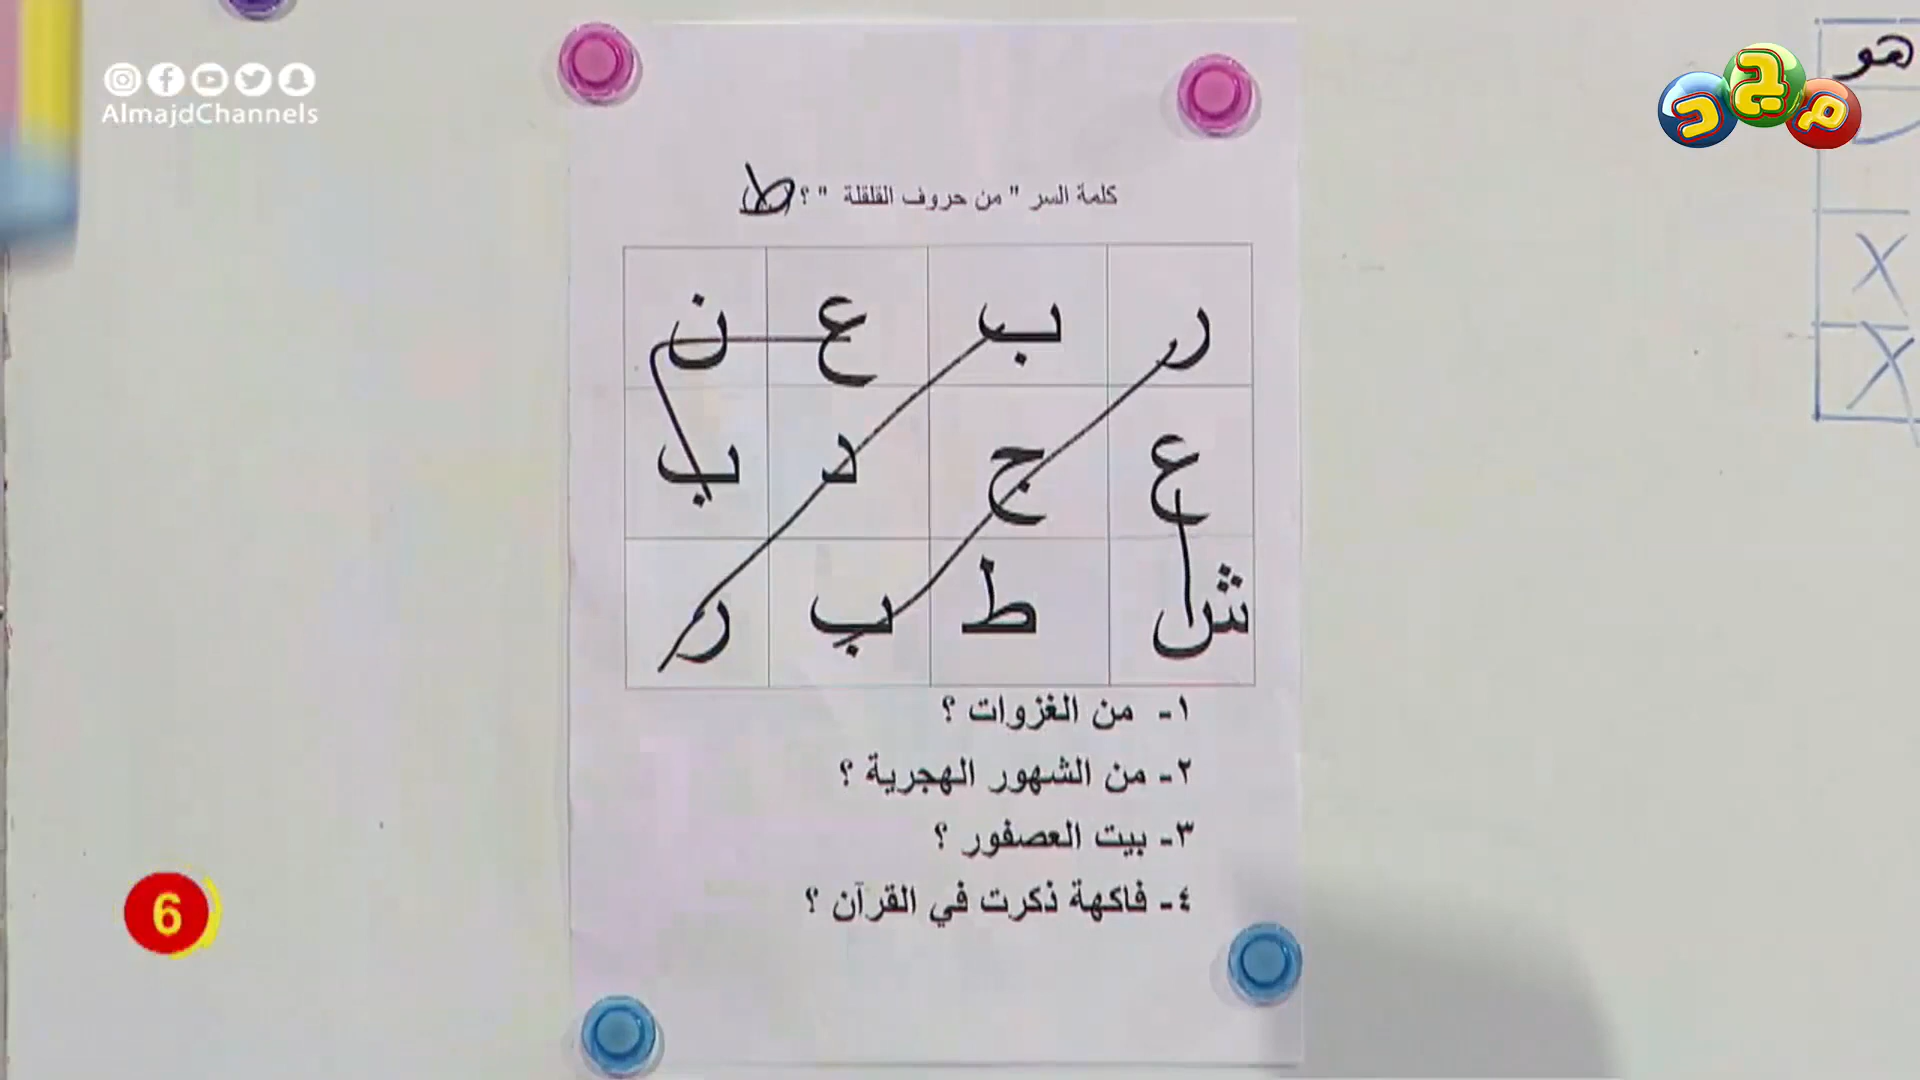 AlmajdChannels
مجد
هو
كلمة السر " من حروف القلقلة " ؟ ط
ر ب ع ن
ع ج د ب
ش ط ب ر
١- من الغزوات ؟
٢- من الشهور الهجرية ؟
٣- بيت العصفور ؟
٤- فاكهة ذكرت في القرآن ؟
6
X
X